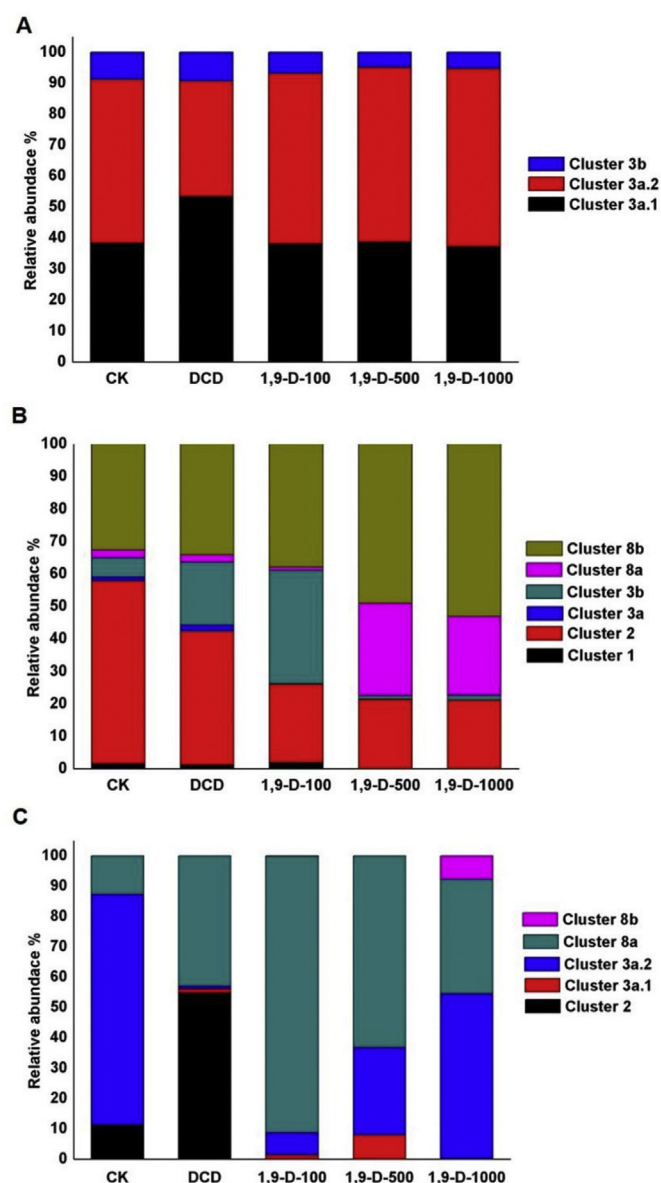 A
Relative abundace %
100
90
80
70
60
50
40
30
20
10
0
CK DCD 1,9-D-100 1,9-D-500 1,9-D-1000
Cluster 3b
Cluster 3a.2
Cluster 3a.1
B
Relative abundace %
100
90
80
70
60
50
40
30
20
10
0
CK DCD 1,9-D-100 1,9-D-500 1,9-D-1000
Cluster 8b
Cluster 8a
Cluster 3b
Cluster 3a
Cluster 2
Cluster 1
C
Relative abundace %
100
90
80
70
60
50
40
30
20
10
0
CK DCD 1,9-D-100 1,9-D-500 1,9-D-1000
Cluster 8b
Cluster 8a
Cluster 3a.2
Cluster 3a.1
Cluster 2